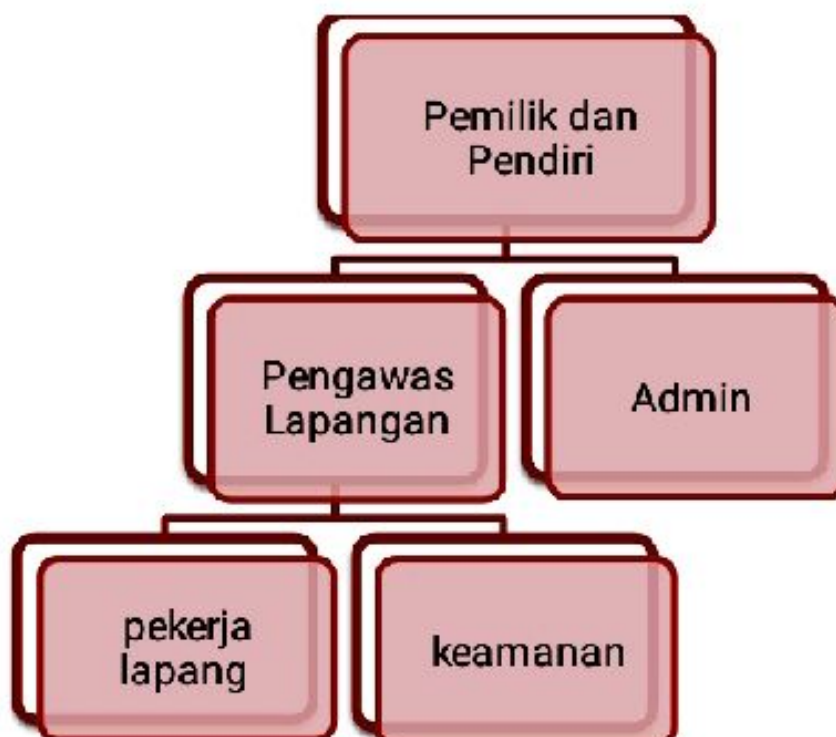 Pemilik dan
Pendiri
Pengawas
Lapangan
Admin
pekerja
lapang
keamanan